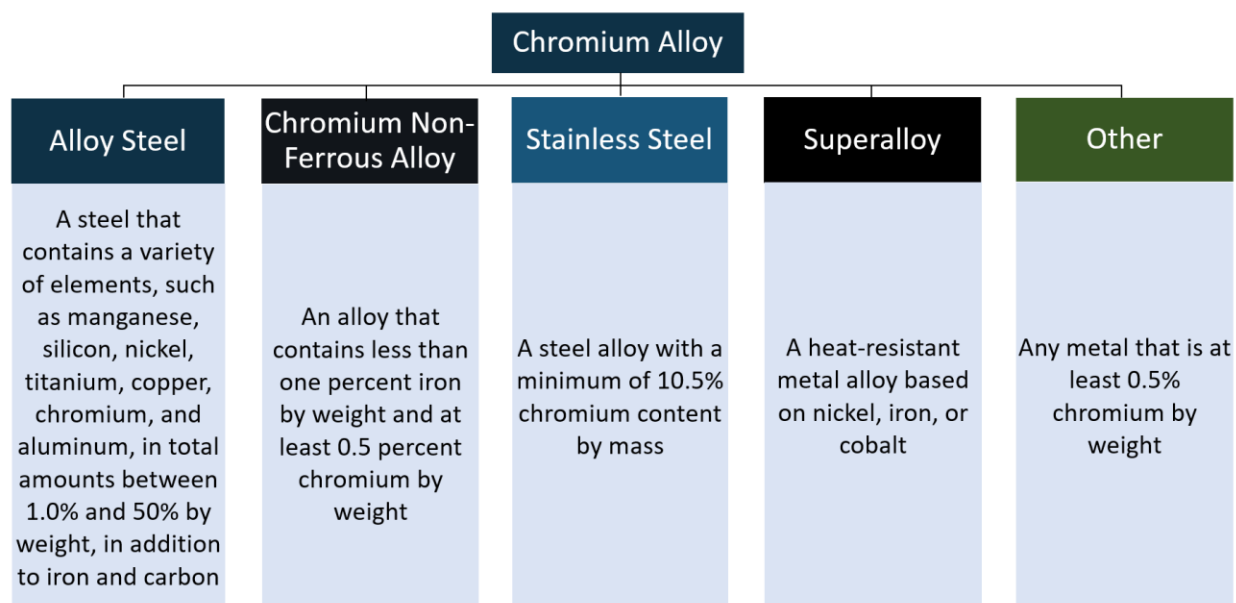 Chromium Alloy
Alloy Steel
A steel that
contains a variety
of elements, such
as manganese,
silicon, nickel,
titanium, copper,
chromium, and
aluminum, in total
amounts between
1.0% and 50% by
weight, in addition
to iron and carbon
Chromium Non-
Ferrous Alloy
An alloy that
contains less than
one percent iron
by weight and at
least 0.5 percent
chromium by
weight
Stainless Steel
A steel alloy with a
minimum of 10.5%
chromium content
by mass
Superalloy
A heat-resistant
metal alloy based
on nickel, iron, or
cobalt
Other
Any metal that is at
least 0.5%
chromium by
weight